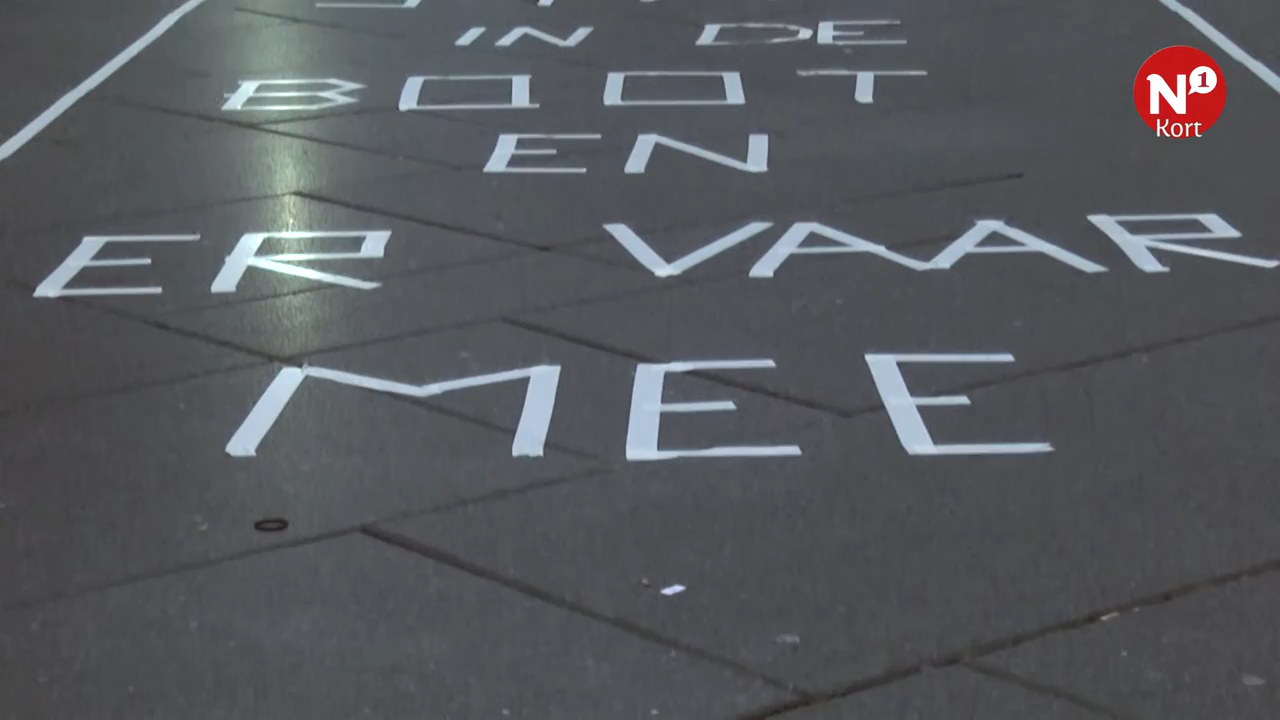 IN DE
BOOT
EN
ER VAAR
MEE
N1
Kort